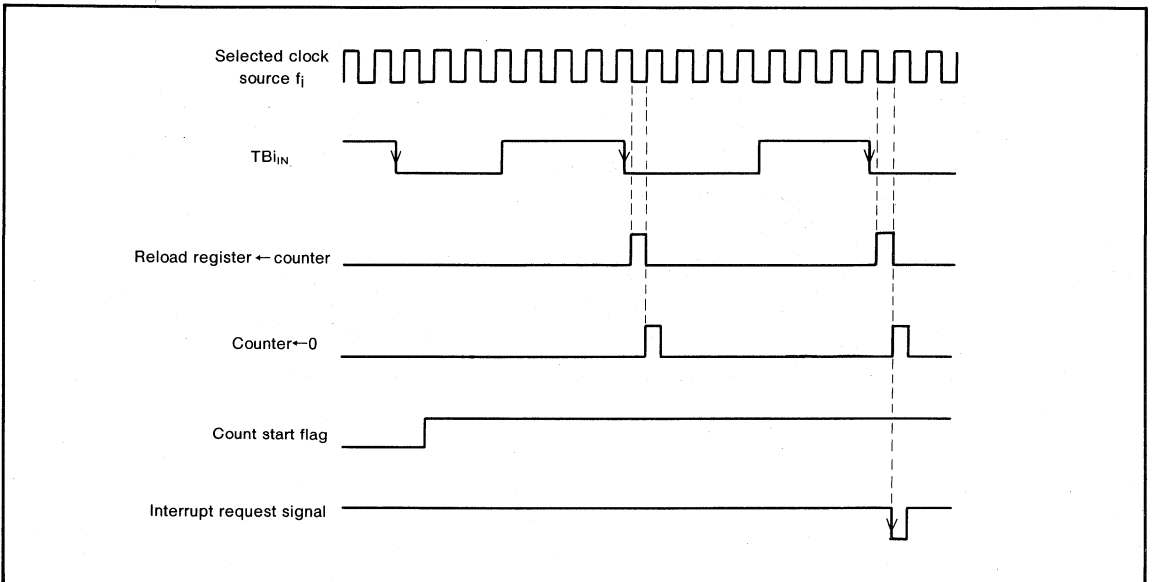 Selected clock
source fi
TBiIN
Reload register ← counter
Counter←0
Count start flag
Interrupt request signal